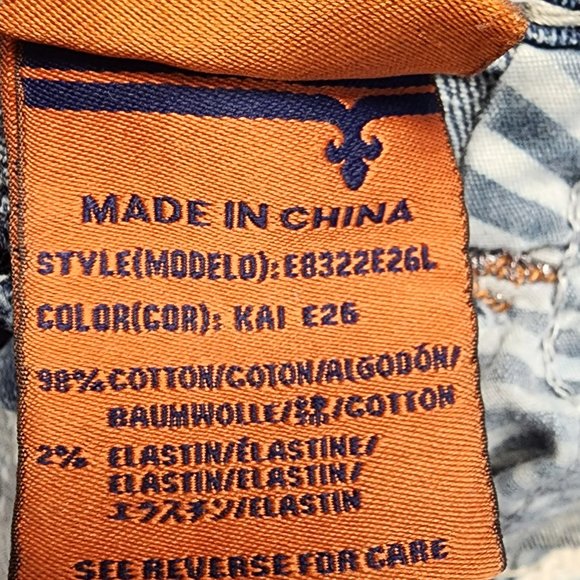 MADE IN CHINA
STYLE(MODELO): E8322E26L
COLOR(COR): KAI E26
98% COTTON/COTON/ALGODÓN/
BAUMWOLLE/綿/COTTON
2% ELASTIN/ÉLASTINE/
ELASTIN/ELASTIN/
エラスチン/ELASTIN
SEE REVERSE FOR CARE